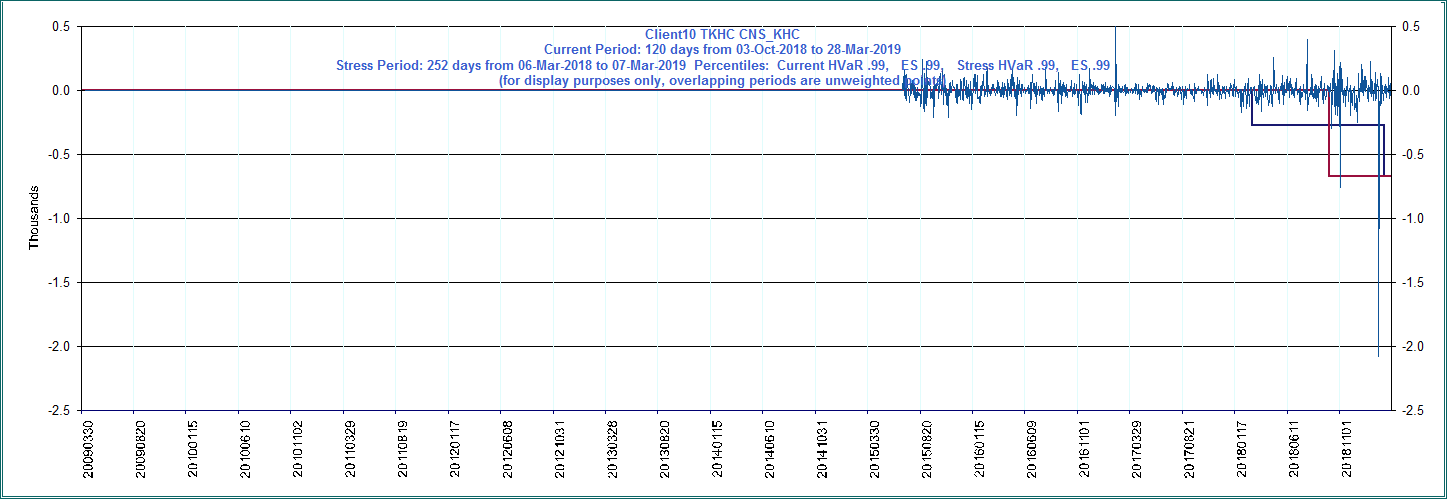 Client10 TKHC CNS_KHC
Current Period: 120 days from 03-Oct-2018 to 28-Mar-2019
Stress Period: 252 days from 06-Mar-2018 to 07-Mar-2019 Percentiles: Current HVaR .99, ES .99, Stress HVaR .99, ES .99
(for display purposes only, overlapping periods are unweighted points)
0.5 0.5
0.0 0.0
-0.5 -0.5
-1.0 -1.0
-1.5 -1.5
-2.0 -2.0
-2.5 -2.5
Thousands
20090330 20090820 20100115 20100610 20101102 20110329 20110819 20120117 20120608 20121031 20130328 20130820 20140115 20140610 20141031 20150330 20150820 20160115 20160609 20161101 20170329 20170821 20180117 20180611 20181101